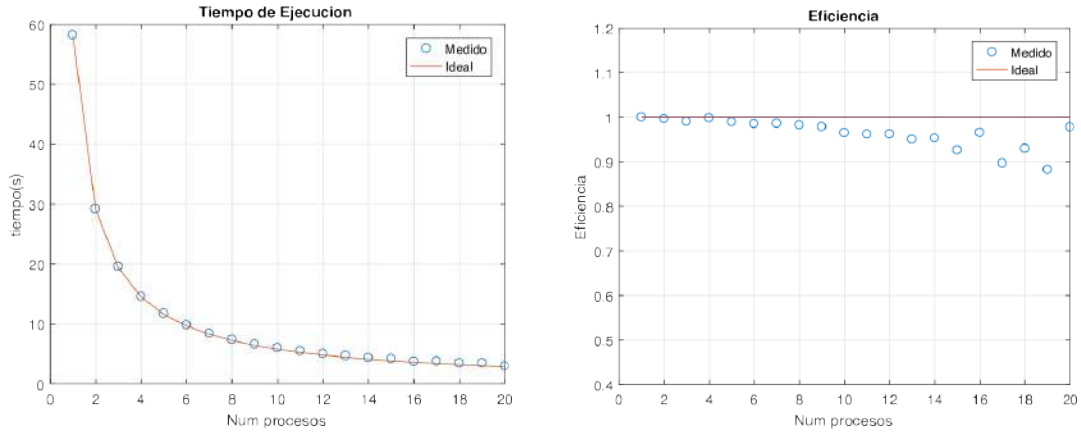 Tiempo de Ejecucion
60
50
40
30
20
10
0
tiempo(s)
0 2 4 6 8 10 12 14 16 18 20
Num procesos
Medido
Ideal
Eficiencia
1.2
1.1
1
0.9
0.8
0.7
0.6
0.5
0.4
Eficiencia
0 2 4 6 8 10 12 14 16 18 20
Num procesos
Medido
Ideal